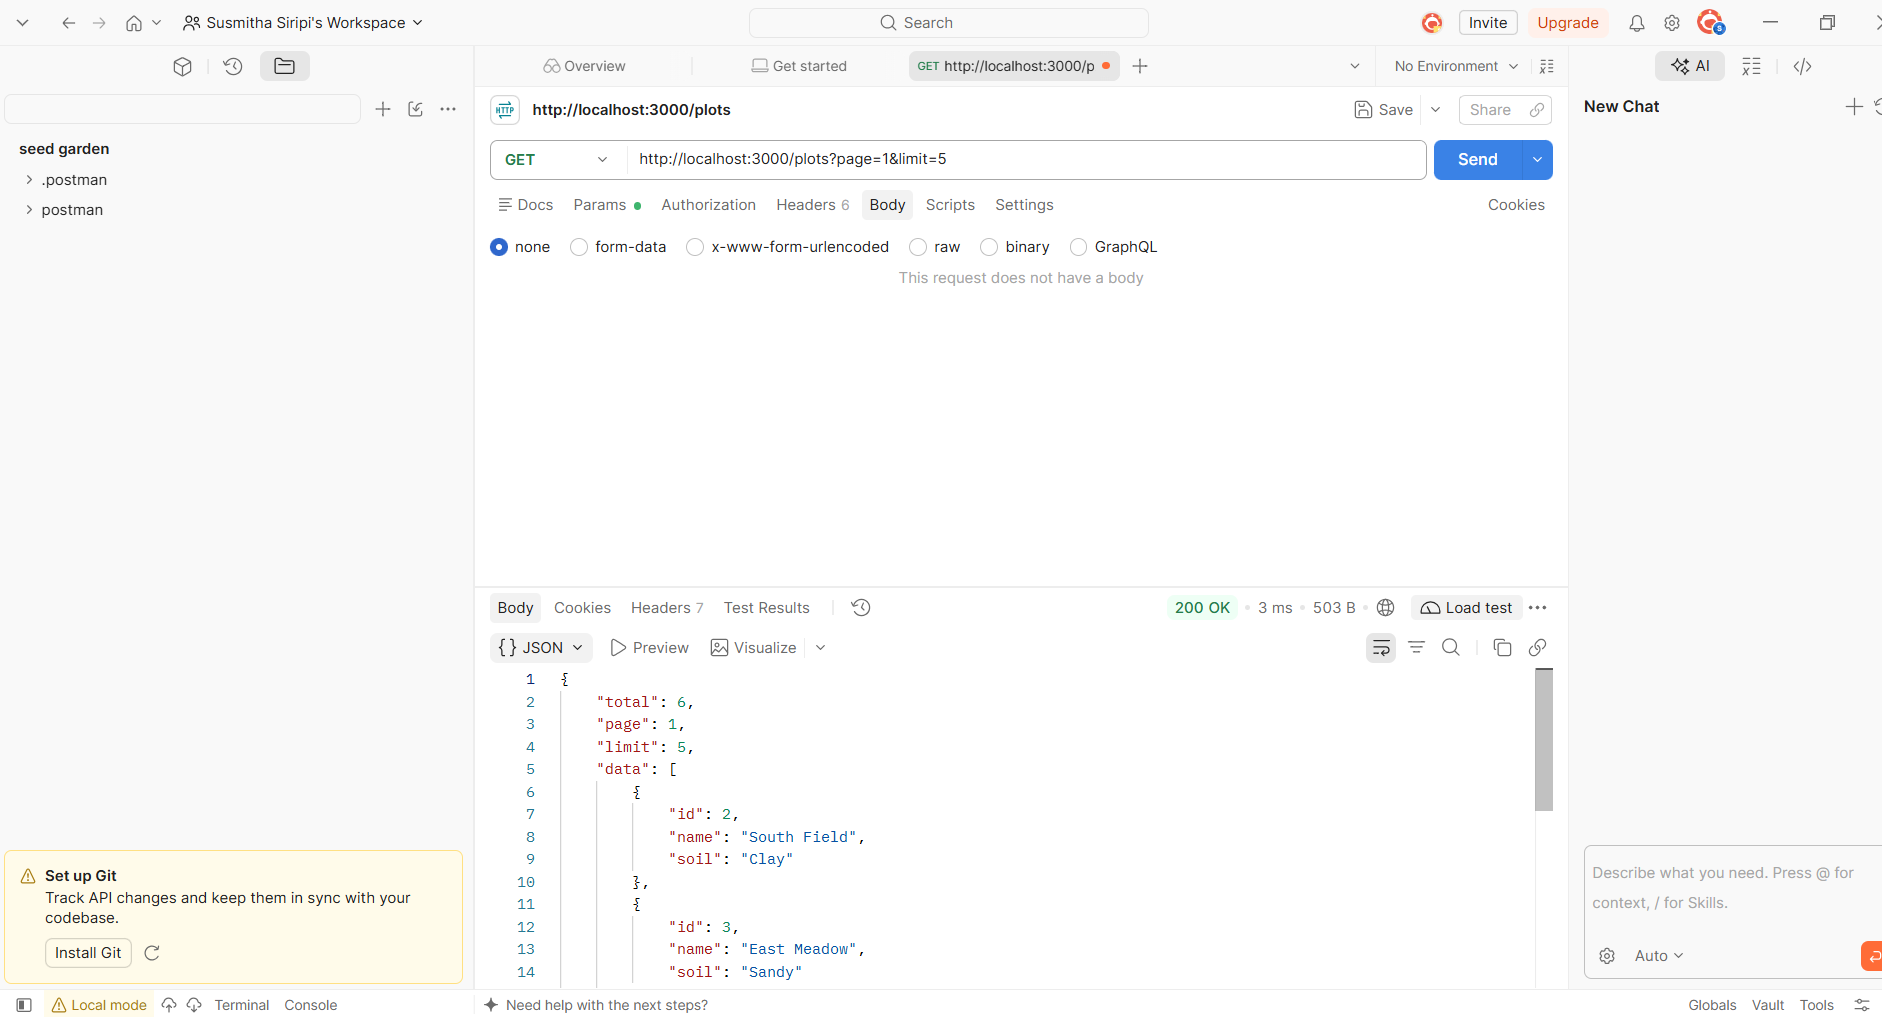 Susmitha Siripi's Workspace
Search
Invite
Upgrade
Overview
Get started
GET http://localhost:3000/p
No Environment
AI
HTTP http://localhost:3000/plots
Save
Share
New Chat
seed garden
.postman
postman
GET
http://localhost:3000/plots?page=1&limit=5
Send
Docs
Params
Authorization
Headers 6
Body
Scripts
Settings
Cookies
none
form-data
x-www-form-urlencoded
raw
binary
GraphQL
This request does not have a body
Body
Cookies
Headers 7
Test Results
200 OK
3 ms
503 B
Load test
{} JSON
Preview
Visualize
1 {
2 "total": 6,
3 "page": 1,
4 "limit": 5,
5 "data": [
6 {
7 "id": 2,
8 "name": "South Field",
9 "soil": "Clay"
10 },
11 {
12 "id": 3,
13 "name": "East Meadow",
14 "soil": "Sandy"
Set up Git
Track API changes and keep them in sync with your
codebase.
Install Git
Describe what you need. Press @ for
context, / for Skills.
Auto
Local mode
Terminal
Console
Need help with the next steps?
Globals
Vault
Tools